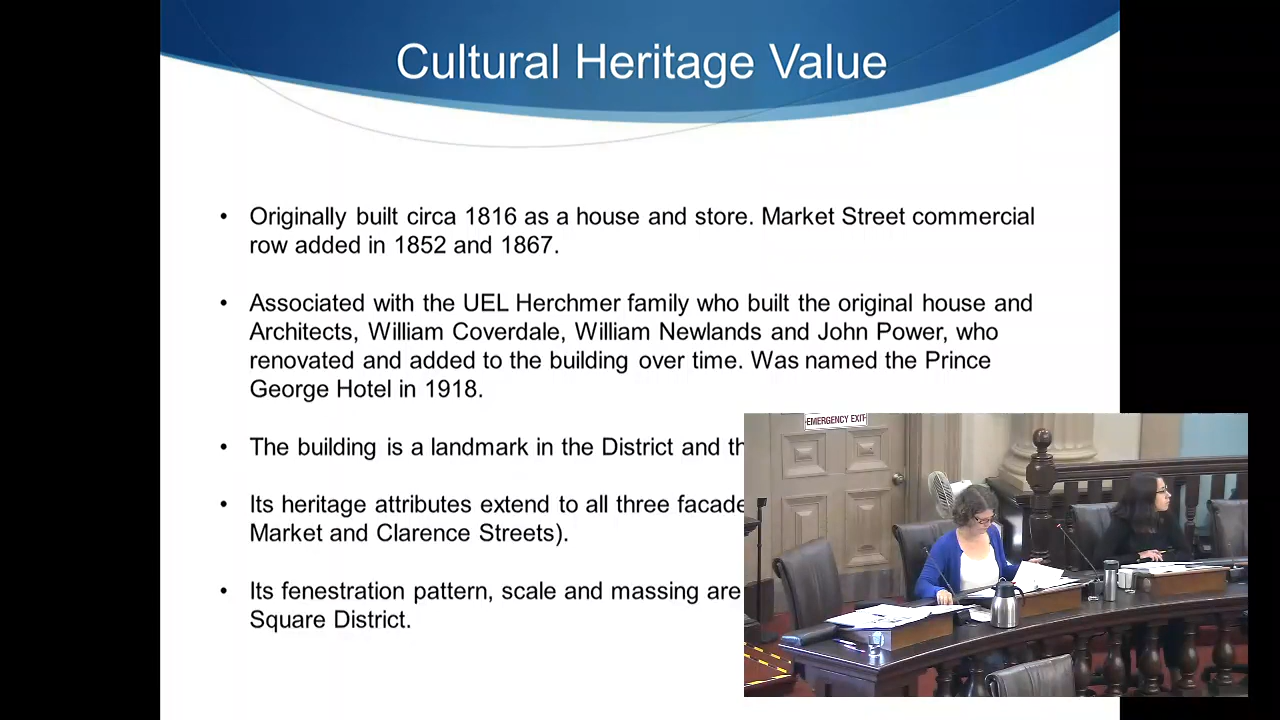 Cultural Heritage Value
• Originally built circa 1816 as a house and store. Market Street commercial
row added in 1852 and 1867.
• Associated with the UEL Herchmer family who built the original house and
Architects, William Coverdale, William Newlands and John Power, who
renovated and added to the building over time. Was named the Prince
George Hotel in 1918.
• The building is a landmark in the District and
• Its heritage attributes extend to all three
Market and Clarence Streets).
• Its fenestration pattern, scale and massing are
Square District.
EMERGENCY EXIT